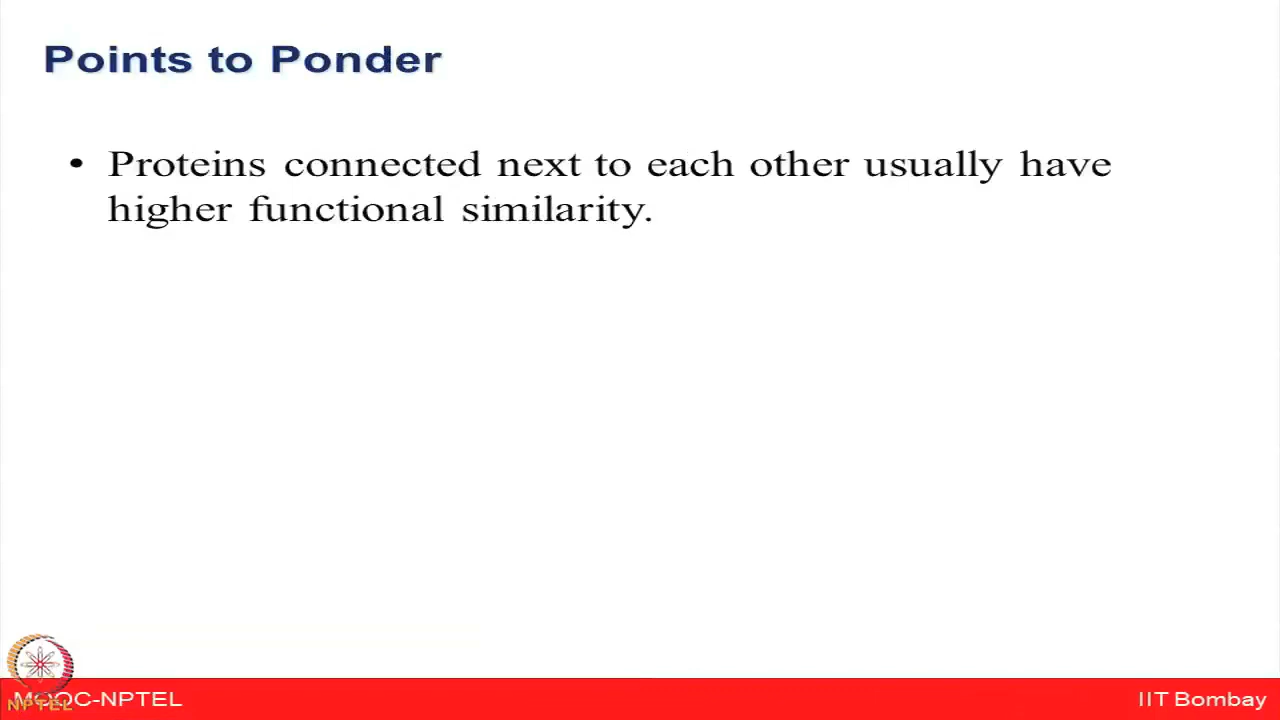 Points to Ponder
• Proteins connected next to each other usually have
higher functional similarity.
MOOC-NPTEL
NPTEL
IIT Bombay